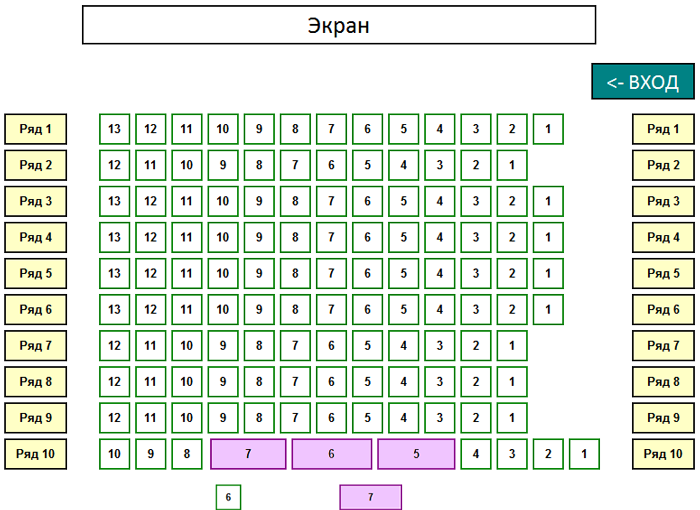 Экран
<- ВХОД
Ряд 1 13 12 11 10 9 8 7 6 5 4 3 2 1 Ряд 1
Ряд 2 12 11 10 9 8 7 6 5 4 3 2 1 Ряд 2
Ряд 3 13 12 11 10 9 8 7 6 5 4 3 2 1 Ряд 3
Ряд 4 13 12 11 10 9 8 7 6 5 4 3 2 1 Ряд 4
Ряд 5 13 12 11 10 9 8 7 6 5 4 3 2 1 Ряд 5
Ряд 6 13 12 11 10 9 8 7 6 5 4 3 2 1 Ряд 6
Ряд 7 12 11 10 9 8 7 6 5 4 3 2 1 Ряд 7
Ряд 8 12 11 10 9 8 7 6 5 4 3 2 1 Ряд 8
Ряд 9 12 11 10 9 8 7 6 5 4 3 2 1 Ряд 9
Ряд 10 10 9 8 7 6 5 4 3 2 1 Ряд 10
6 7